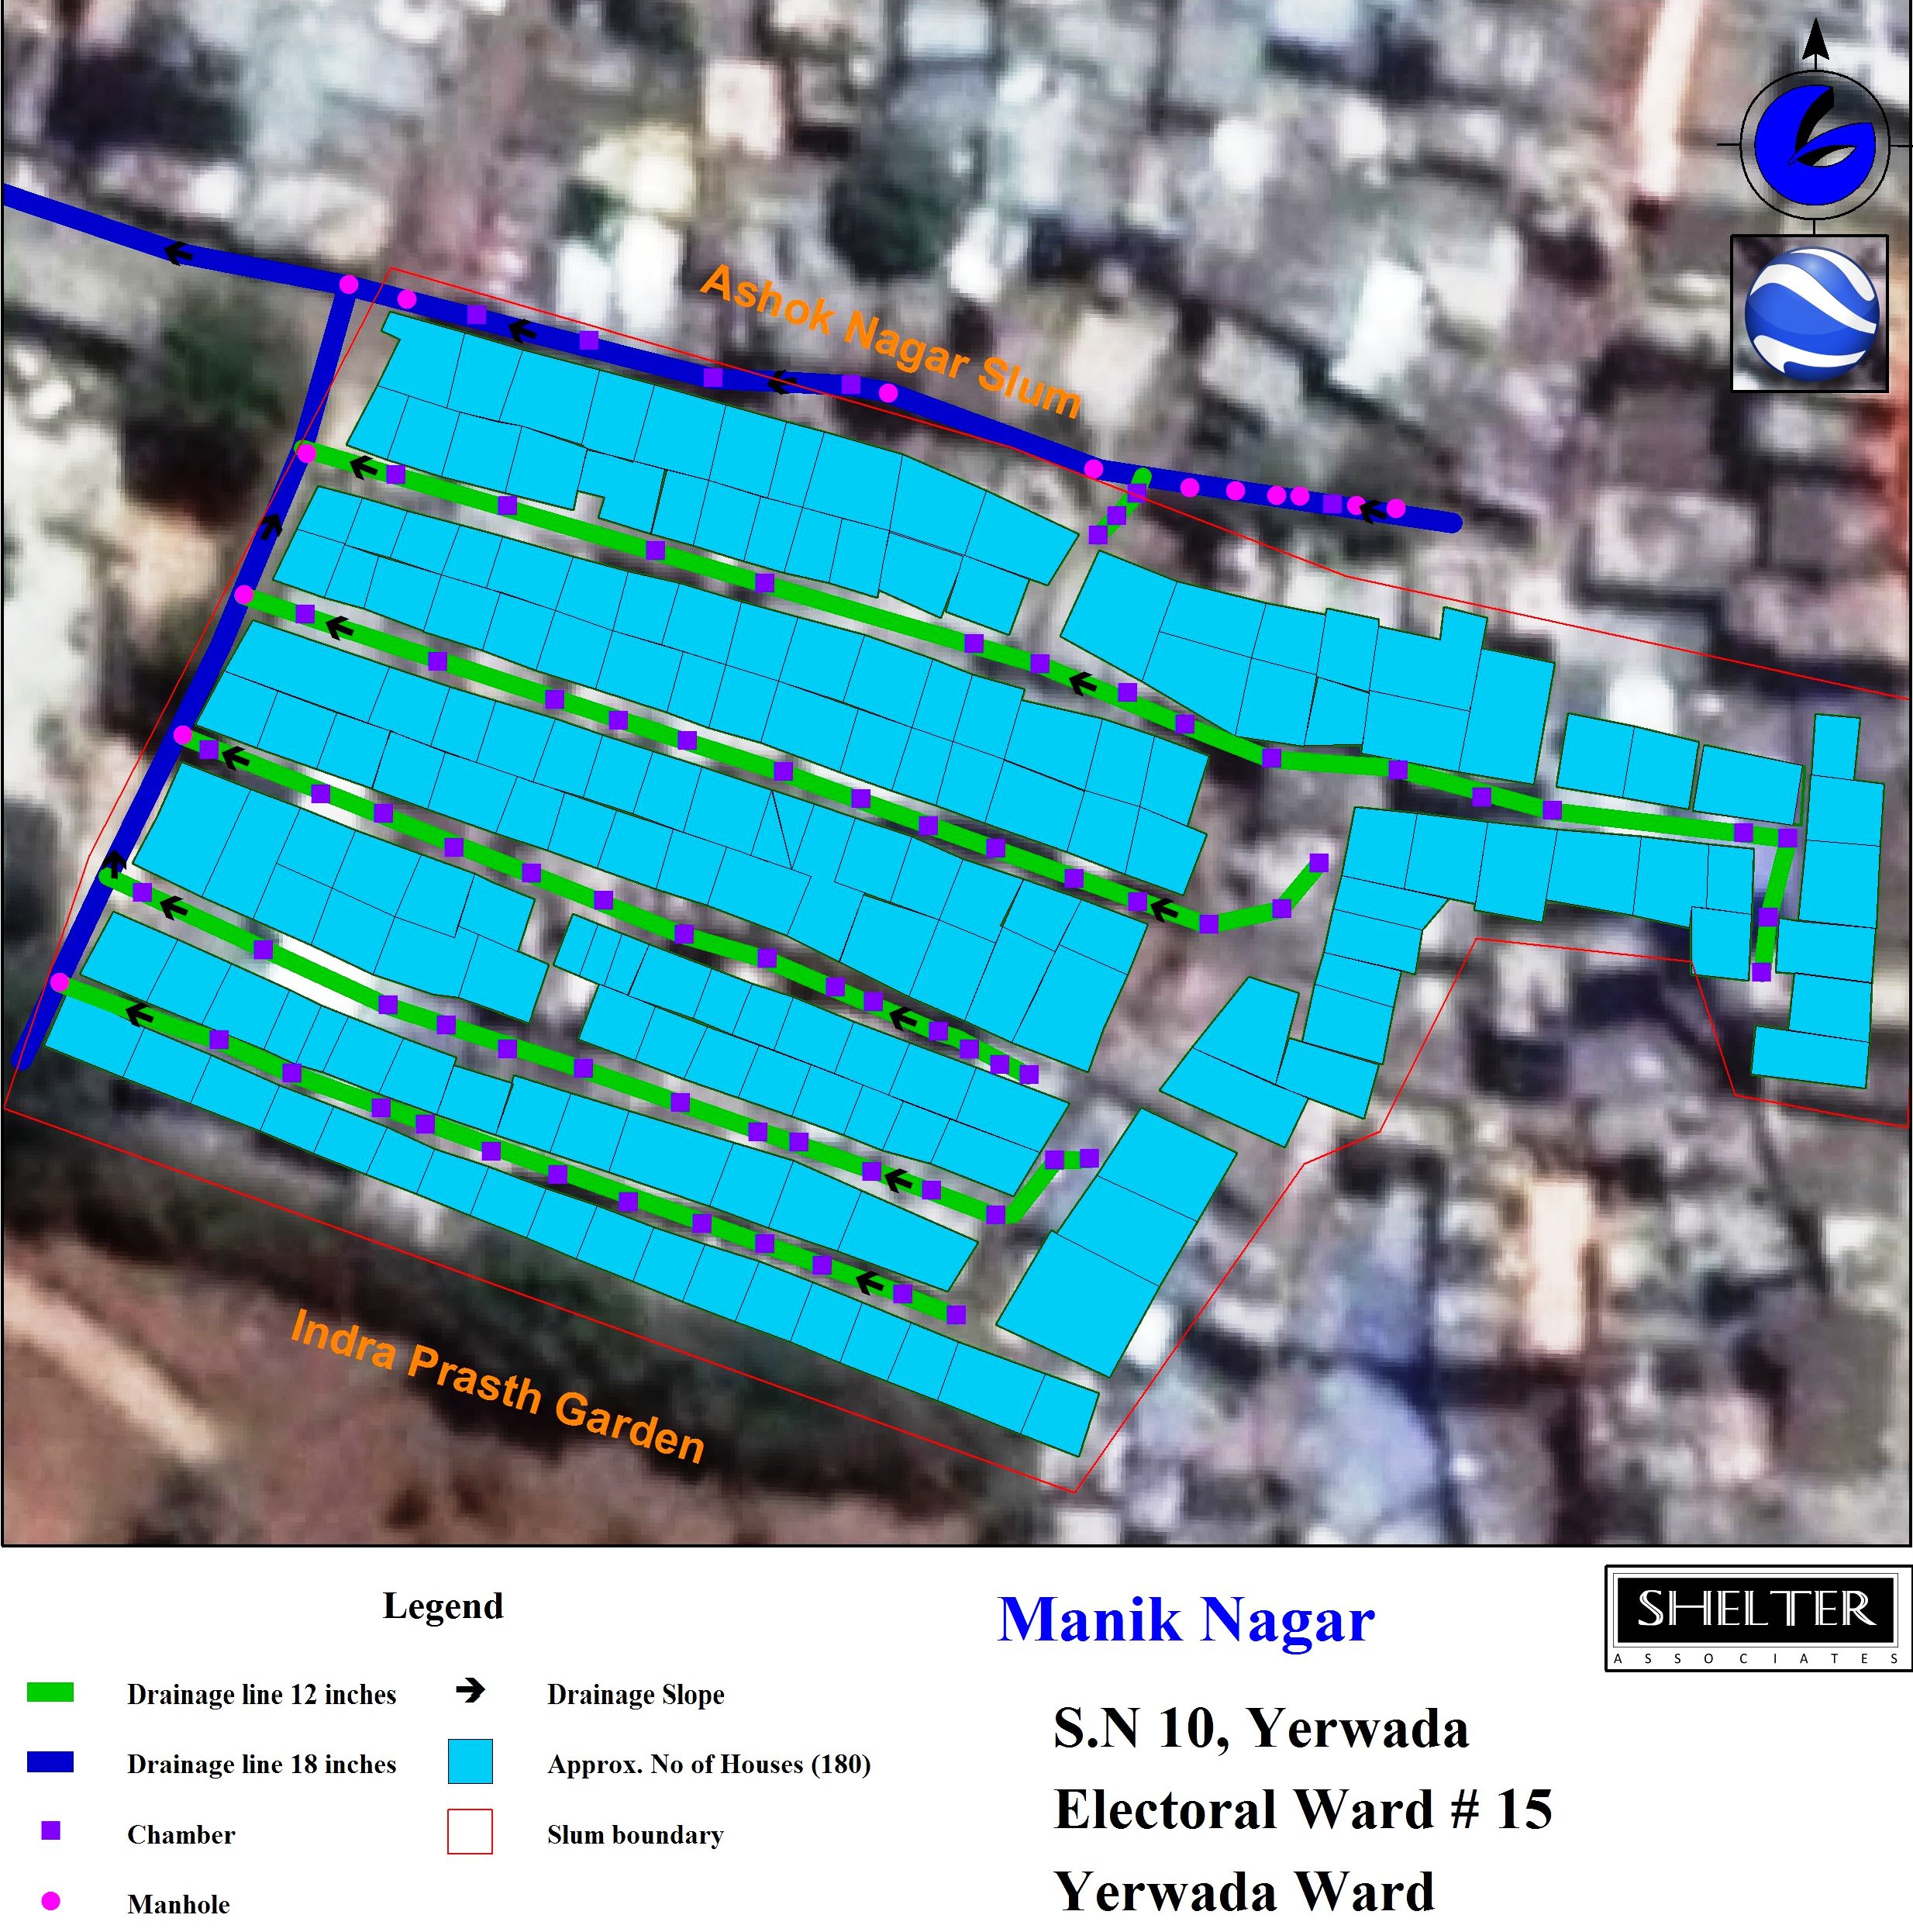 Ashok Nagar Slum
Indra Prasth Garden
Legend
Drainage line 12 inches
Drainage Slope
Drainage line 18 inches
Approx. No of Houses (180)
Chamber
Slum boundary
Manhole
Manik Nagar
S.N 10, Yerwada
Electoral Ward # 15
Yerwada Ward
SHELTER
ASSOCIATES